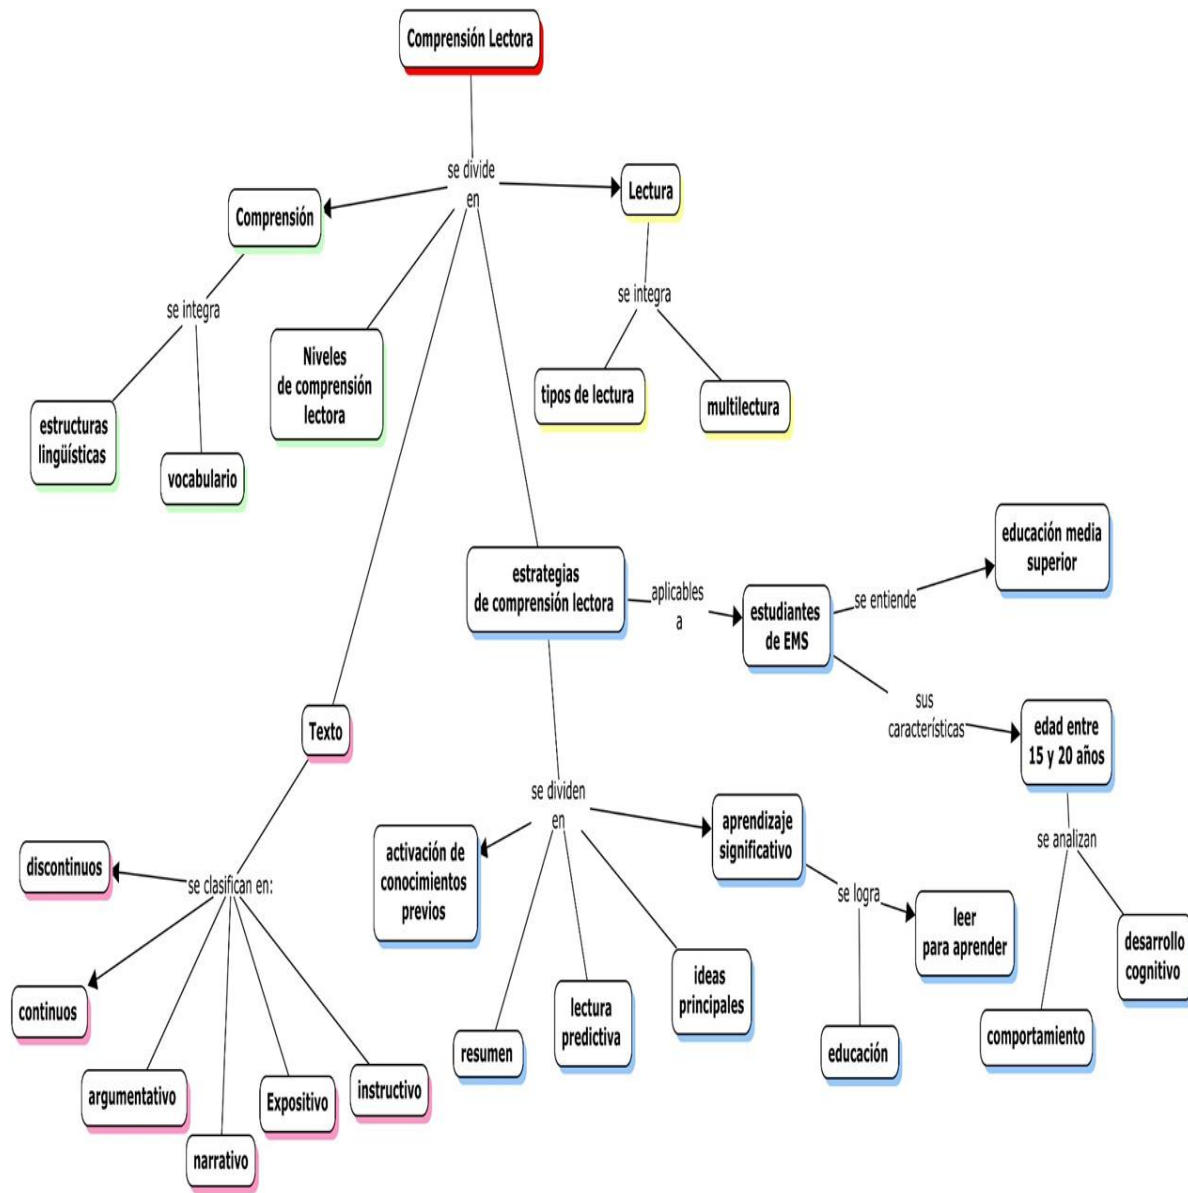 Comprensión Lectora
se divide
en
Lectura
Comprensión
se integra
se integra
Niveles
de comprensión
lectora
tipos de lectura
multilectura
estructuras
lingüísticas
vocabulario
estrategias
de comprensión lectora
aplicables
a
estudiantes
de EMS
se entiende
educación media
superior
sus
características
edad entre
15 y 20 años
Texto
se dividen
en
aprendizaje
significativo
se analizan
activación de
conocimientos
previos
discontinuos
se clasifican en:
se logra
leer
para aprender
desarrollo
cognitivo
ideas
principales
continuos
lectura
predictiva
resumen
educación
comportamiento
argumentativo
Expositivo
instructivo
narrativo